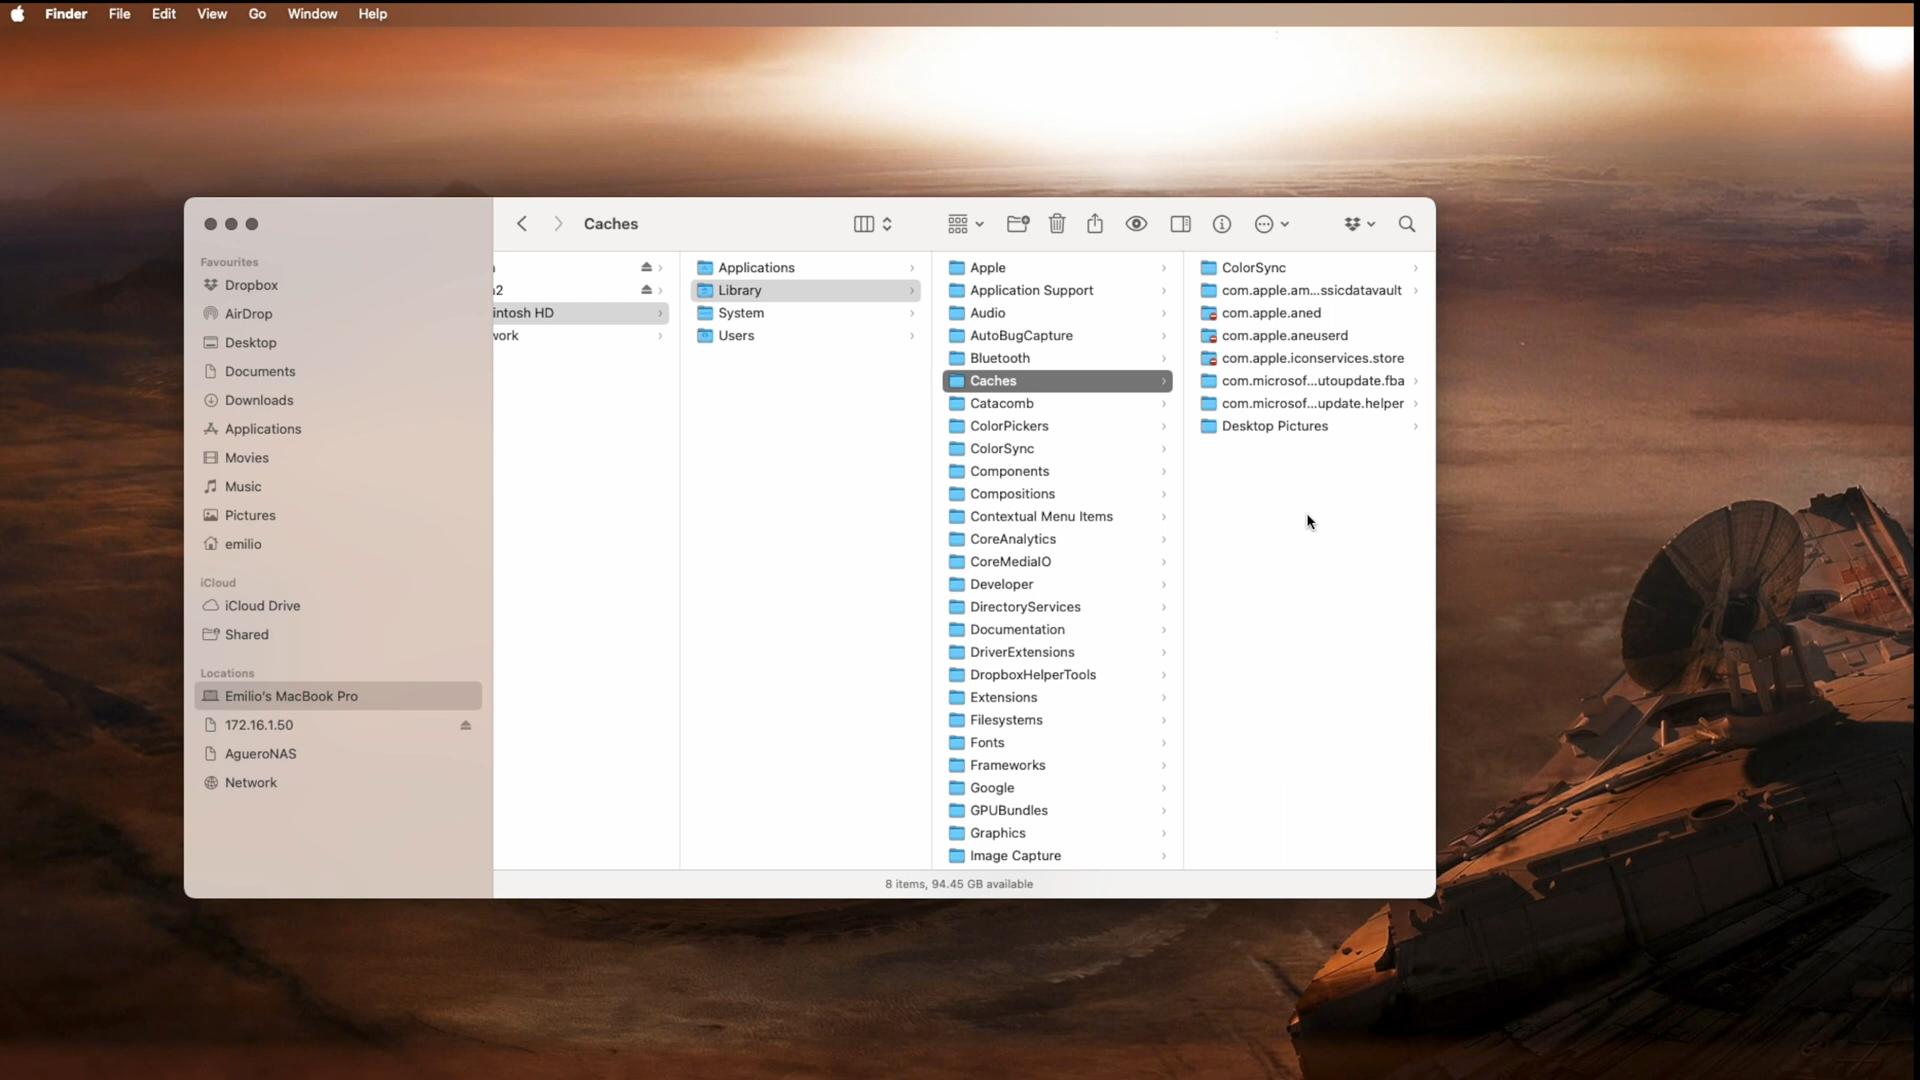 Finder File Edit View Go Window Help
Caches
Favourites
Dropbox
AirDrop
Desktop
Documents
Downloads
Applications
Movies
Music
Pictures
emilio
iCloud
iCloud Drive
Shared
Locations
Emilio's MacBook Pro
172.16.1.50
AgueroNAS
Network
intosh HD
work
Applications
Library
System
Users
Apple
Application Support
Audio
AutoBugCapture
Bluetooth
Caches
Catacomb
ColorPickers
ColorSync
Components
Compositions
Contextual Menu Items
CoreAnalytics
CoreMediaIO
Developer
DirectoryServices
Documentation
DriverExtensions
DropboxHelperTools
Extensions
Filesystems
Fonts
Frameworks
Google
GPUBundles
Graphics
Image Capture
ColorSync
com.apple.am...ssicdatavault
com.apple.aned
com.apple.aneuserd
com.apple.iconservices.store
com.microsof...utoupdate.fba
com.microsof...update.helper
Desktop Pictures
8 items, 94.45 GB available